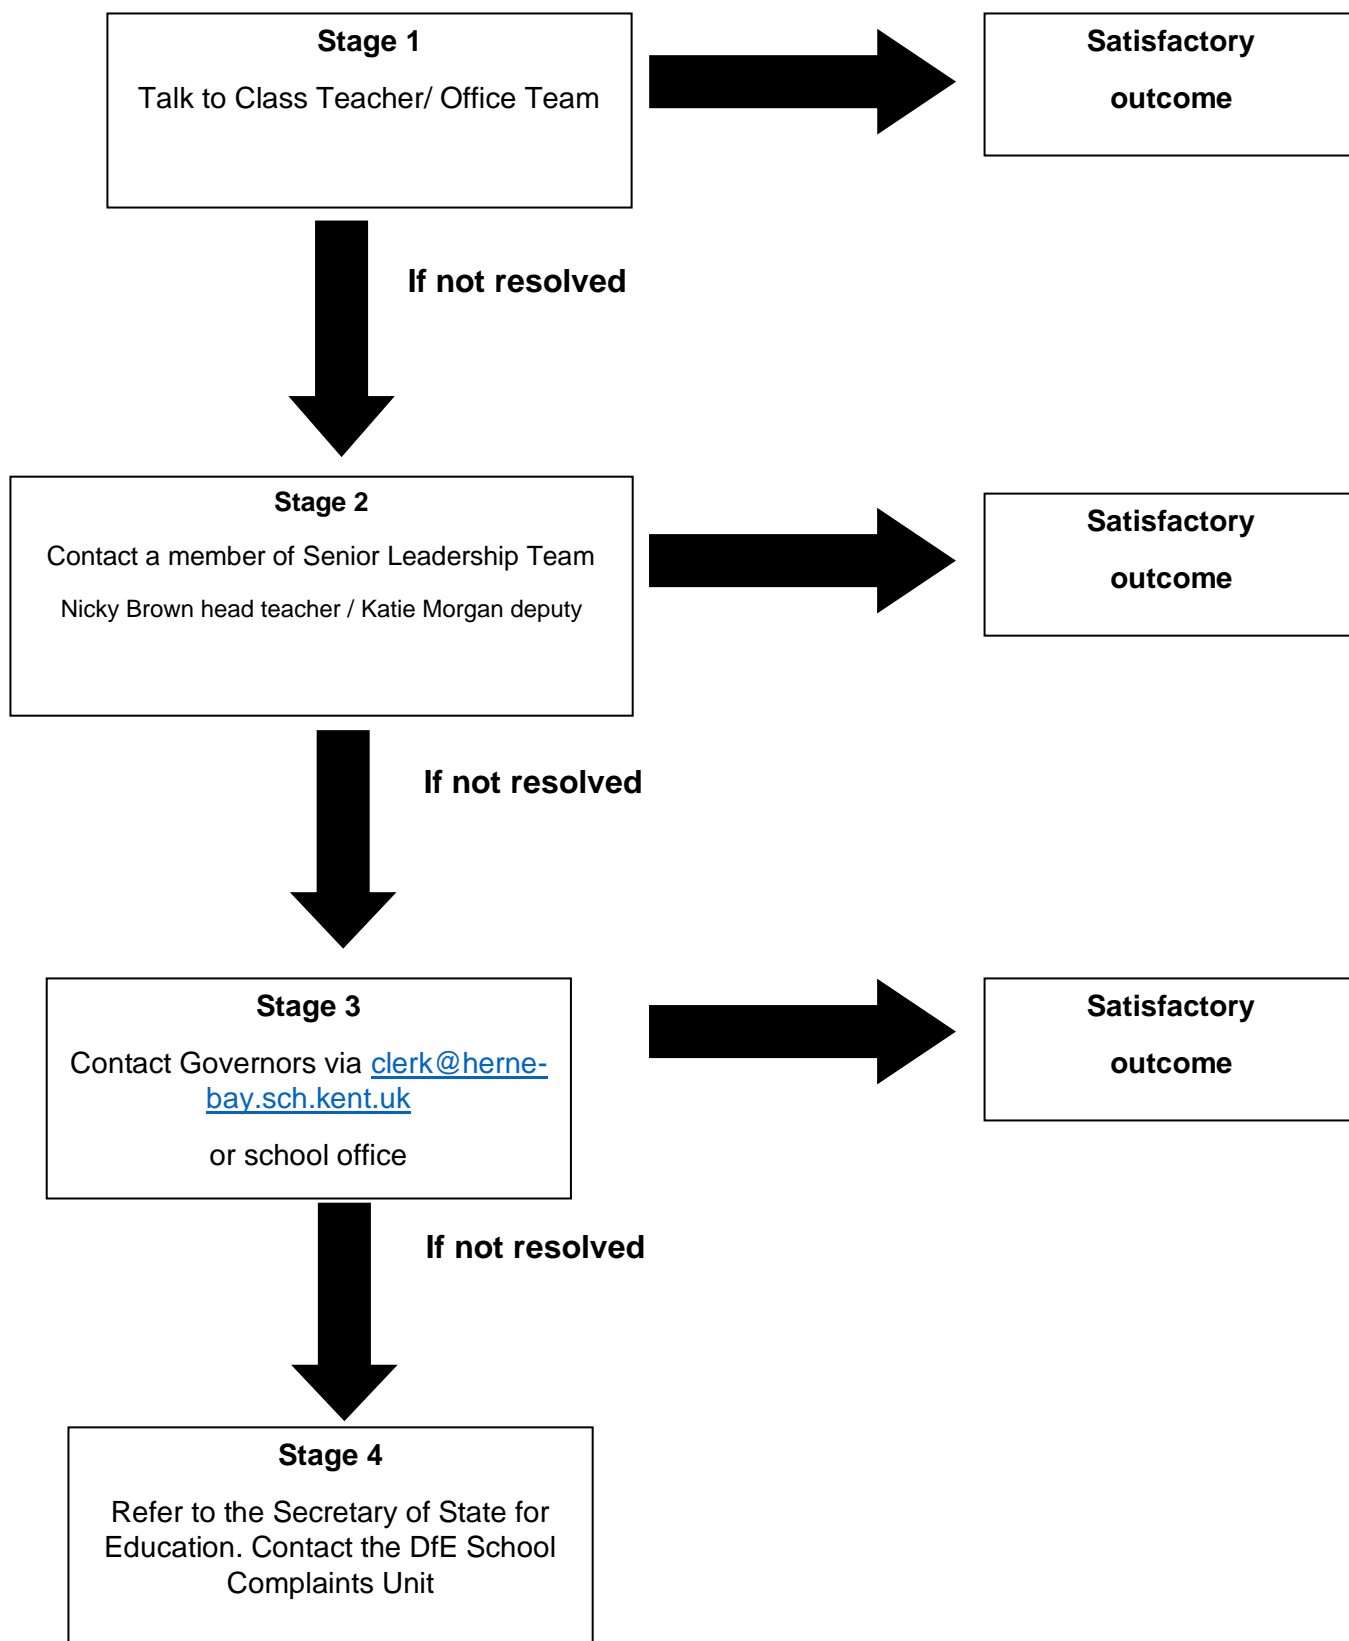 Stage 1
Talk to Class Teacher/ Office Team
Satisfactory
outcome
If not resolved
Stage 2
Contact a member of Senior Leadership Team
Nicky Brown head teacher / Katie Morgan deputy
Satisfactory
outcome
If not resolved
Stage 3
Contact Governors via clerk@herne-
bay.sch.kent.uk
or school office
Satisfactory
outcome
If not resolved
Stage 4
Refer to the Secretary of State for
Education. Contact the DfE School
Complaints Unit